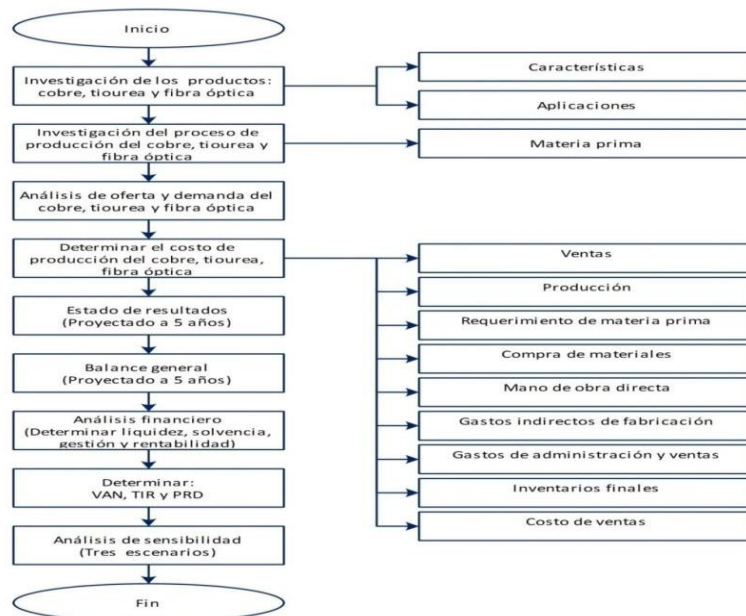 Inicio
Investigación de los productos:
cobre, tiourea y fibra óptica
Características
Aplicaciones
Investigación del proceso de
producción del cobre, tiourea y
fibra óptica
Materia prima
Análisis de oferta y demanda del
cobre, tiourea y fibra óptica
Determinar el costo de
producción del cobre, tiourea,
fibra óptica
Ventas
Producción
Requerimiento de materia prima
Compra de materiales
Mano de obra directa
Gastos indirectos de fabricación
Gastos de administración y ventas
Inventarios finales
Costo de ventas
Estado de resultados
(Proyectado a 5 años)
Balance general
(Proyectado a 5 años)
Análisis financiero
(Determinar liquidez, solvencia,
gestión y rentabilidad)
Determinar:
VAN, TIR y PRD
Análisis de sensibilidad
(Tres escenarios)
Fin